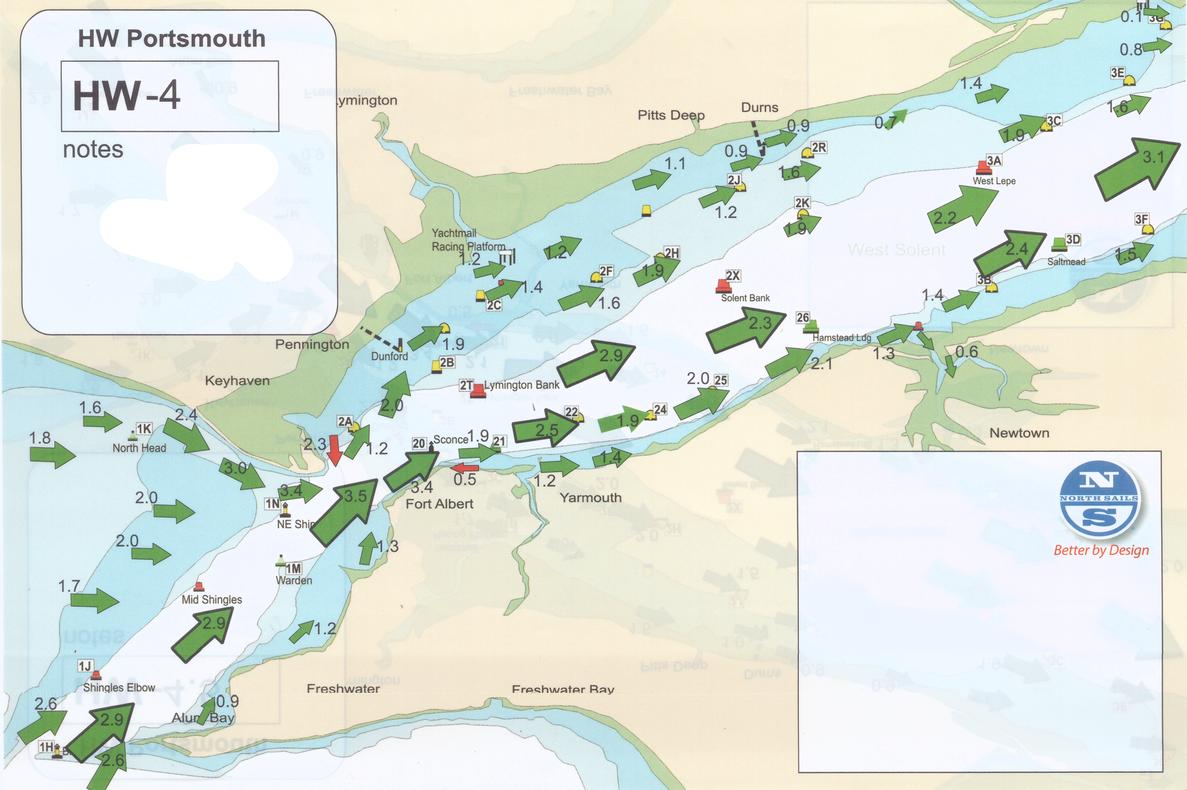 HW Portsmouth
HW-4
notes
Lymington
Pitts Deep
Durns
0.1
3G
0.8
3E
1.4
1.6
0.7
3C
1.9
0.9
0.9
2R
1.6
1.1
2J
1.2
2K
1.9
3A
West Lepe
3.1
2.2
West Solent
2.4
3D
Saltmead
3F
1.5
Yachtmail
Racing Platform
1.2
1.2
2H
2F
1.9
1.4
2C
1.6
2X
Solent Bank
3B
1.4
2.3
26
Hamstead Ldg
1.3
0.6
2.1
Pennington
Dunford
1.9
2B
2.9
Keyhaven
2T
Lymington Bank
2.0
25
2.0
1.6
1K
2.4
North Head
1.8
2A
2.3
1.2
20
Sconce
1.9
21
22
2.5
24
1.9
Newtown
3.0
3.4
1N
NE Shin
3.5
3.4
0.5
1.2
1.4
Fort Albert
Yarmouth
2.0
2.0
1.3
1M
Warden
NORTH SAILS
N
S
Better by Design
1.7
Mid Shingles
2.9
1.2
1J
Shingles Elbow
Freshwater
Freshwater Bay
2.6
2.9
0.9
Alum Bay
1H
2.6